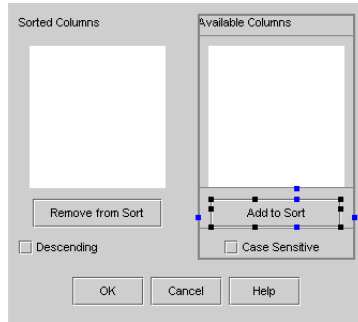 Sorted Columns
Available Columns
Remove from Sort
Add to Sort
Descending
Case Sensitive
OK
Cancel
Help